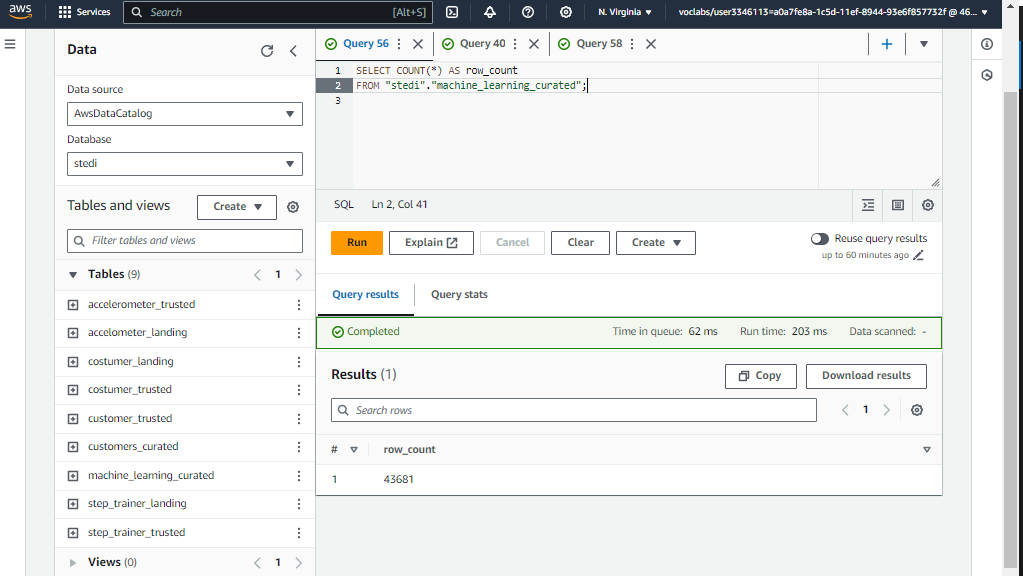 aws
Services
Search
[Alt+S]
N. Virginia
voclabs/user3346113=a0a7fe8a-1c5d-11ef-8944-93e6f857732f @ 46...
Data
Data source
AwsDataCatalog
Database
stedi
Tables and views
Create
Filter tables and views
Tables (9)
1
accelerometer_trusted
accelometer_landing
costumer_landing
costumer_trusted
customer_trusted
customers_curated
machine_learning_curated
step_trainer_landing
step_trainer_trusted
Views (0)
1
Query 56
Query 40
Query 58
1 SELECT COUNT(*) AS row_count
2 FROM "stedi"."machine_learning_curated";
3
SQL Ln 2, Col 41
Run
Explain
Cancel
Clear
Create
Reuse query results
up to 60 minutes ago
Query results
Query stats
Completed
Time in queue: 62 ms
Run time: 203 ms
Data scanned: -
Results (1)
Copy
Download results
Search rows
1
# row_count
1 43681